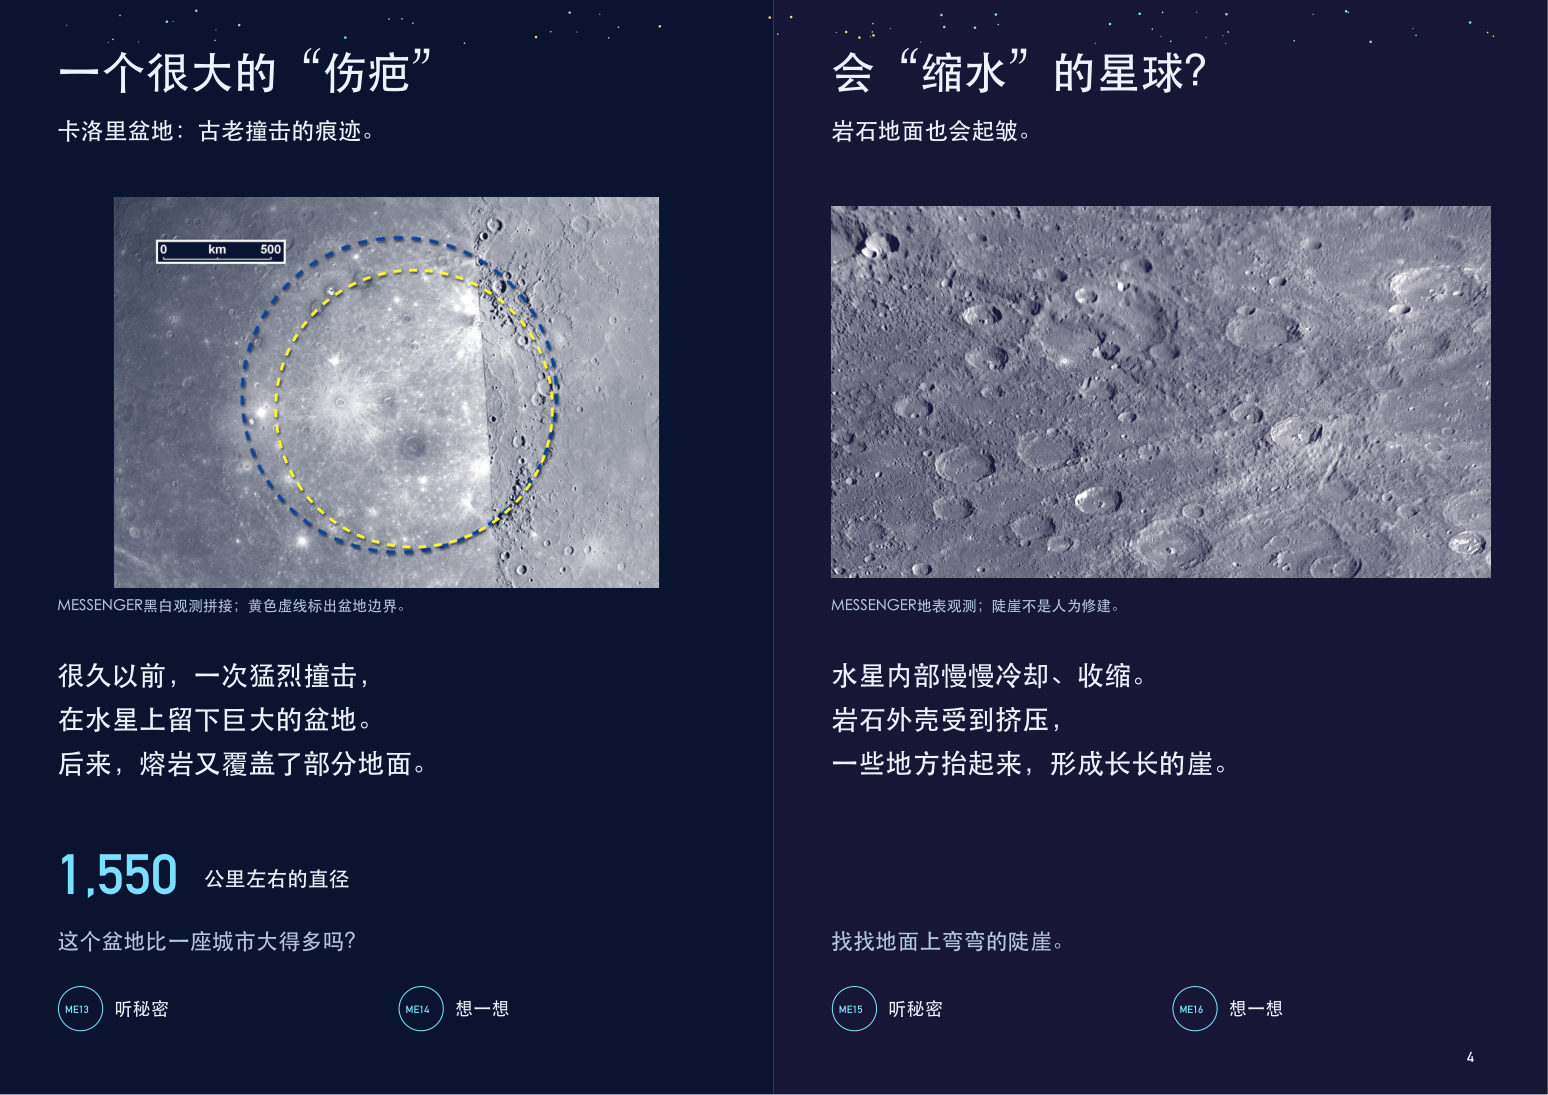 一个很大的“伤疤”
卡洛里盆地：古老撞击的痕迹。
0 km 500
MESSENGER黑白观测拼接；黄色虚线标出盆地边界。
很久以前，一次猛烈撞击，
在水星上留下巨大的盆地。
后来，熔岩又覆盖了部分地面。
1,550 公里左右的直径
这个盆地比一座城市大得多吗？
ME13 听秘密
ME14 想一想
会“缩水”的星球？
岩石地面也会起皱。
MESSENGER地表观测；陡崖不是人为修建。
水星内部慢慢冷却、收缩。
岩石外壳受到挤压，
一些地方抬起来，形成长长的崖。
找找地面上弯弯的陡崖。
ME15 听秘密
ME16 想一想
4